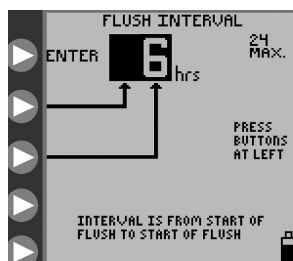 FLUSH INTERVAL
ENTER 6 hrs
24
MAX.
PRESS
BUTTONS
AT LEFT
INTERVAL IS FROM START OF
FLUSH TO START OF FLUSH